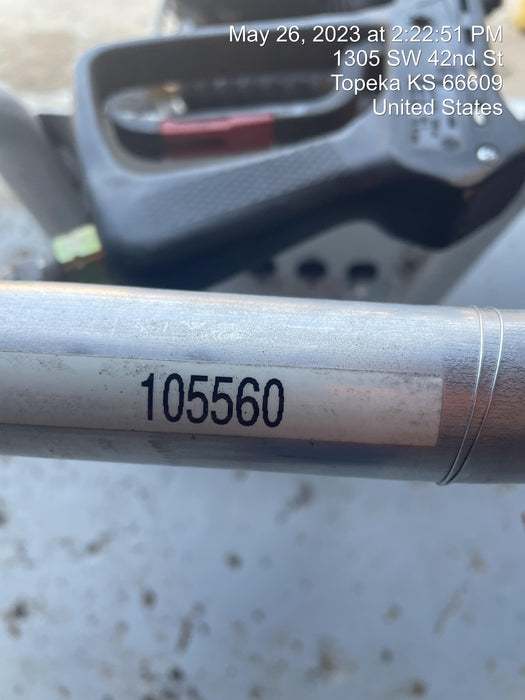 May 26, 2023 at 2:22:51 PM
1305 SW 42nd St
Topeka KS 66609
United States
105560